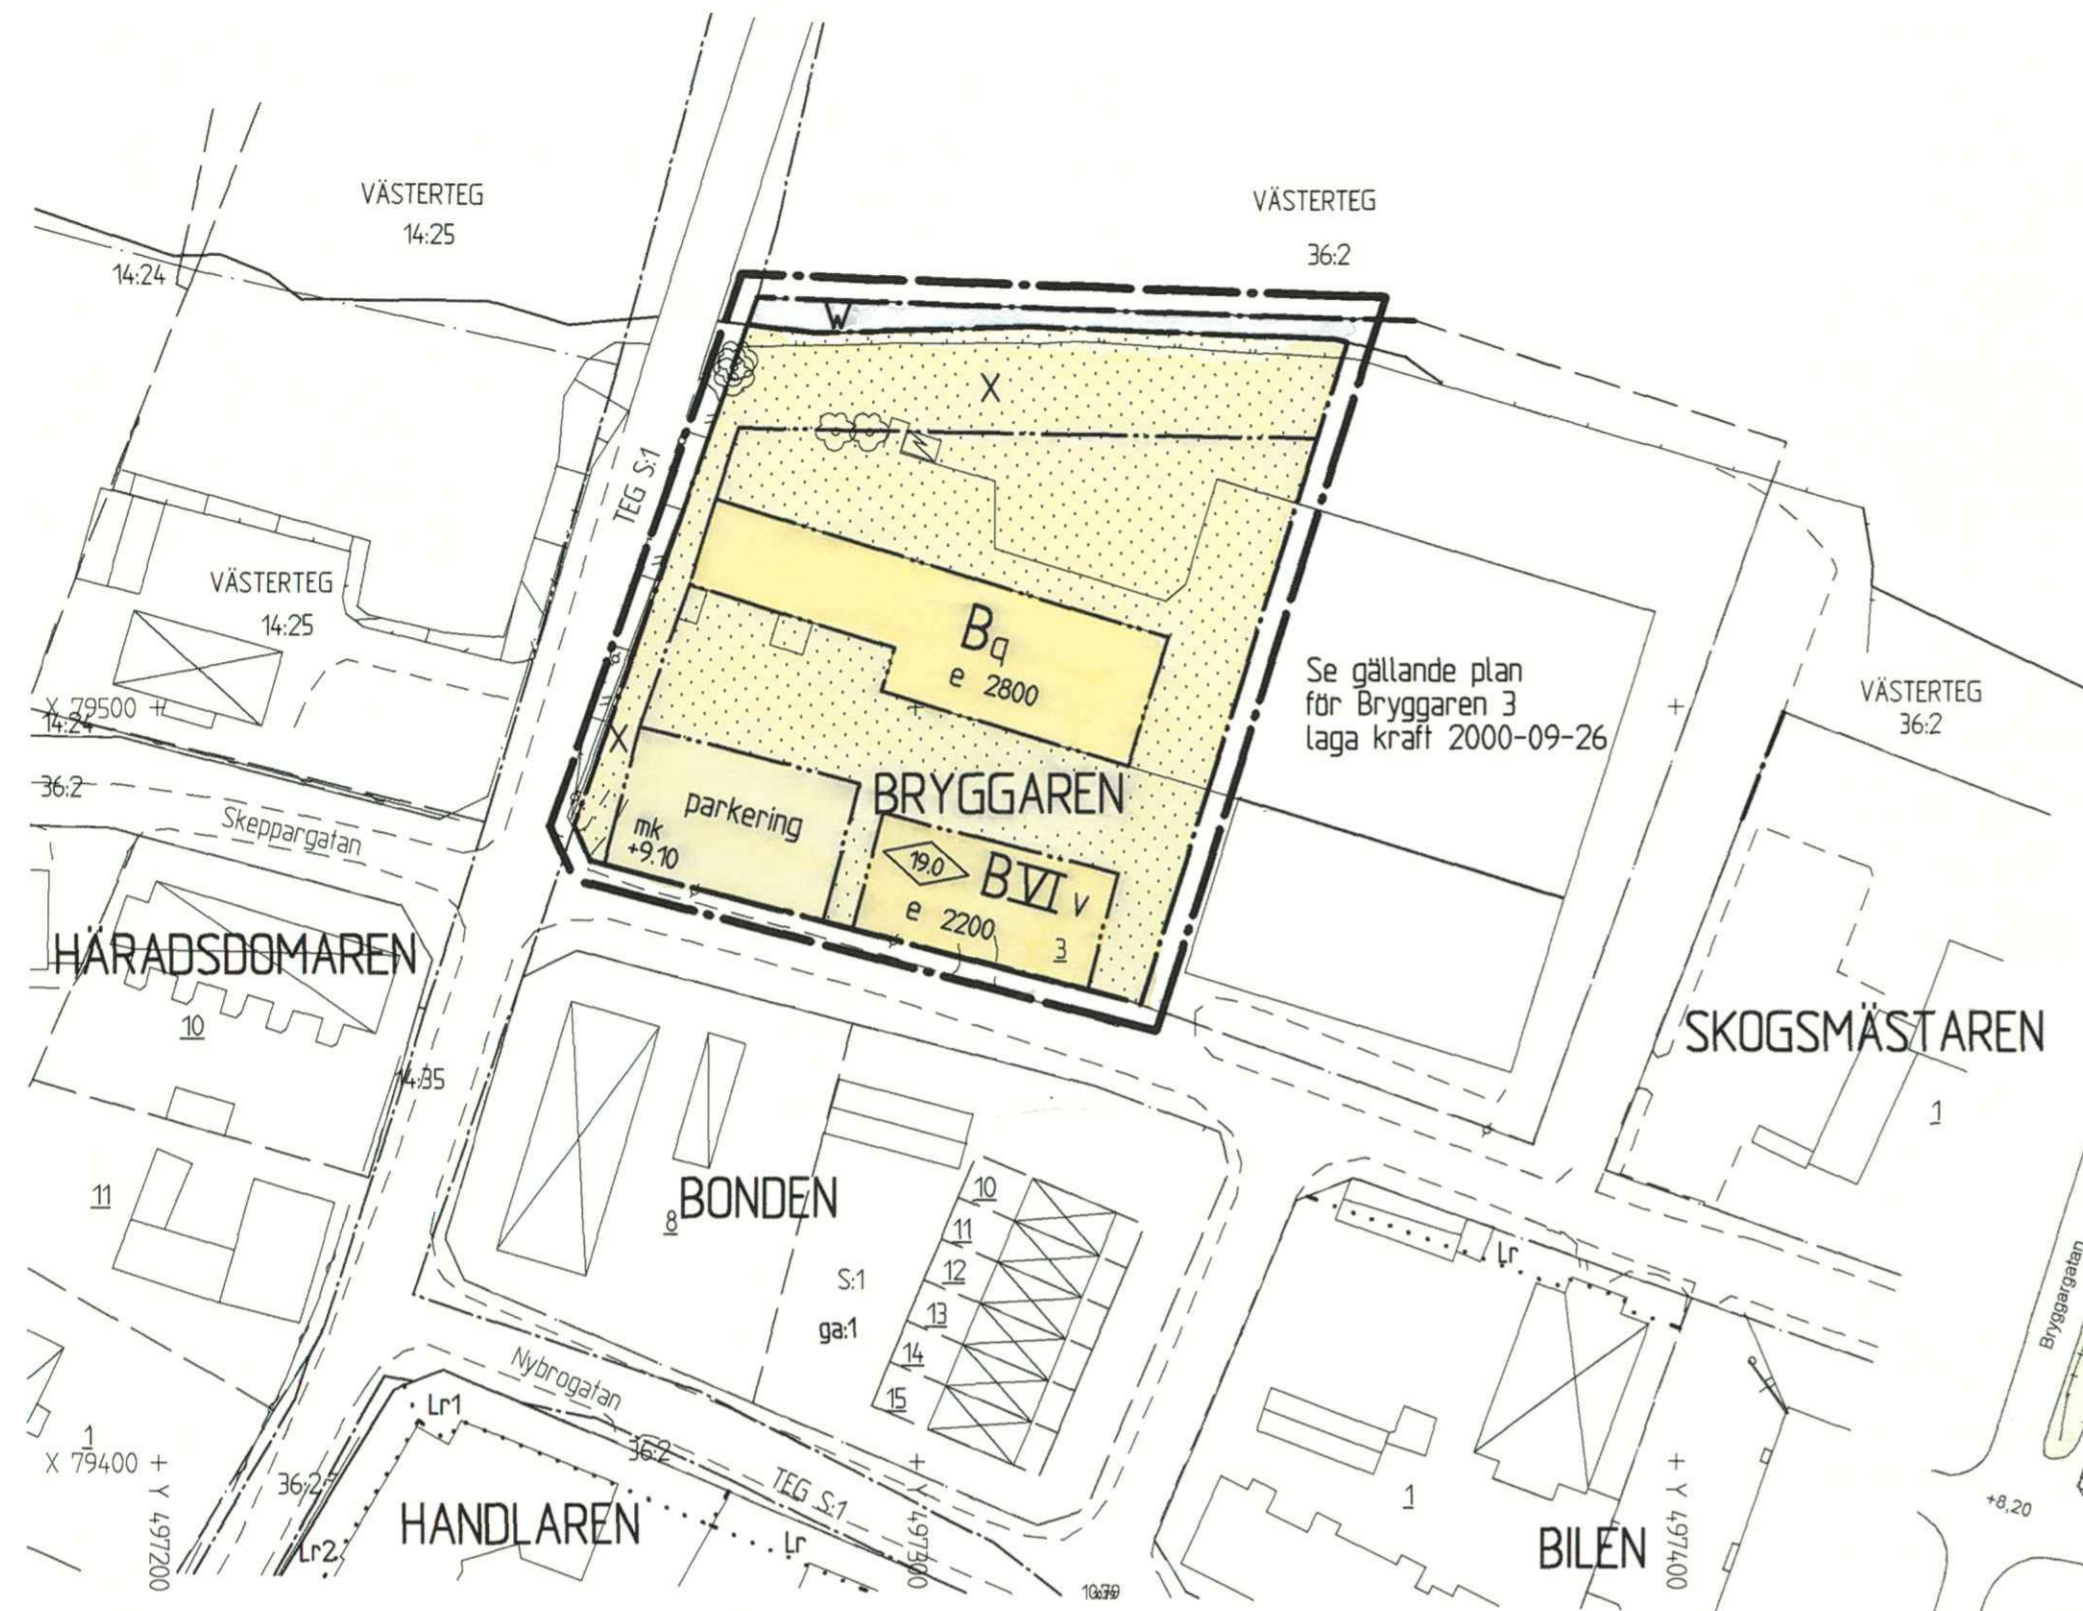 VÄSTERTEG
14:25
VÄSTERTEG
36:2
14:24
W
X
TEG S:1
VÄSTERTEG
14:25
Bq
e 2800
Se gällande plan
för Bryggaren 3
laga kraft 2000-09-26
VÄSTERTEG
36:2
X 79500
14:24
X
36:2
Skeppargatan
parkering
mk
+9.10
BRYGGAREN
19.0
B VI v
e 2200
3
HÄRADSDOMAREN
10
SKOGSMÄSTAREN
1
11
BONDEN
8
10
11
12
13
14
15
S:1
ga:1
Lr
Bryggargatan
Nybrogatan
Lr1
36:2
1
X 79400
Y 497200
36:2
Lr2
HANDLAREN
TEG S:1
Lr
Y 497300
1
BILEN
Y 497400
+8,20